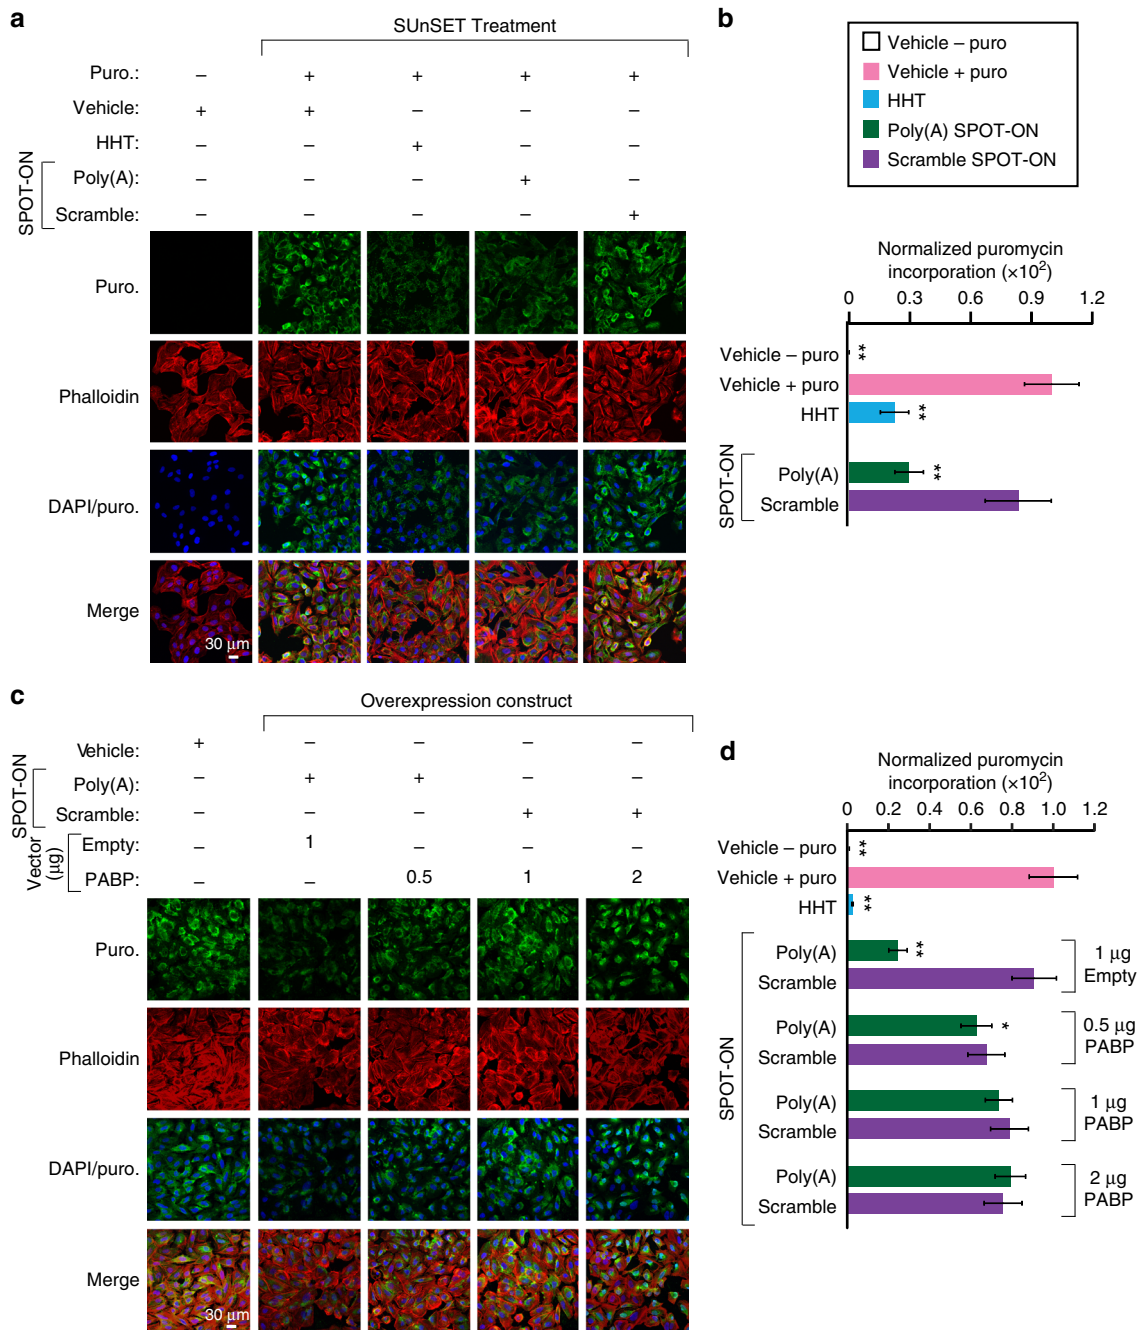 a
SUnSET Treatment
Puro.: – + + + +
Vehicle: + + – – –
HHT: – – + – –
SPOT-ON
Poly(A): – – – + –
Scramble: – – – – +
Puro.
Phalloidin
DAPI/puro.
Merge
30 μm
b
Vehicle – puro
Vehicle + puro
HHT
Poly(A) SPOT-ON
Scramble SPOT-ON
Normalized puromycin
incorporation (×10²)
0 0.3 0.6 0.9 1.2
Vehicle – puro **
Vehicle + puro
HHT **
SPOT-ON
Poly(A) **
Scramble
c
Overexpression construct
Vehicle: + – – – –
SPOT-ON
Poly(A): – + + – –
Scramble: – – – + +
Vector
(μg)
Empty: – 1 – – –
PABP: – – 0.5 1 2
Puro.
Phalloidin
DAPI/puro.
Merge
30 μm
d
Normalized puromycin
incorporation (×10²)
0 0.2 0.4 0.6 0.8 1.0 1.2
Vehicle – puro **
Vehicle + puro
HHT **
SPOT-ON
Poly(A) **
Scramble
1 μg
Empty
Poly(A) *
Scramble
0.5 μg
PABP
Poly(A)
Scramble
1 μg
PABP
Poly(A)
Scramble
2 μg
PABP